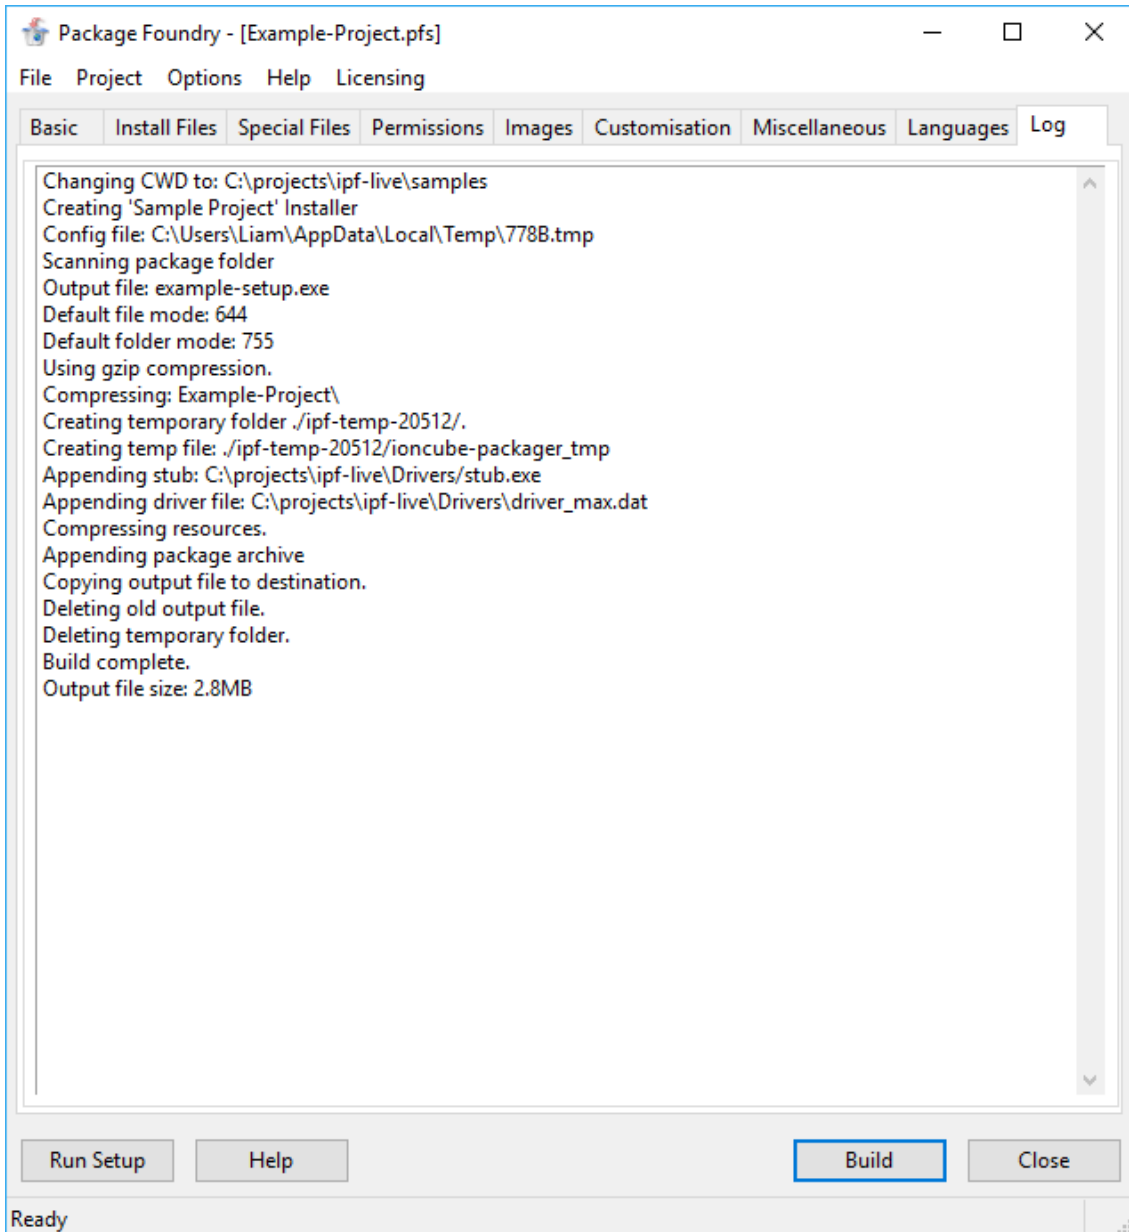 Package Foundry - [Example-Project.pfs]
File Project Options Help Licensing
Basic Install Files Special Files Permissions Images Customisation Miscellaneous Languages Log
Changing CWD to: C:\projects\ipf-live\samples
Creating 'Sample Project' Installer
Config file: C:\Users\Liam\AppData\Local\Temp\778B.tmp
Scanning package folder
Output file: example-setup.exe
Default file mode: 644
Default folder mode: 755
Using gzip compression.
Compressing: Example-Project\
Creating temporary folder ./ipf-temp-20512/.
Creating temp file: ./ipf-temp-20512/ioncube-packager_tmp
Appending stub: C:\projects\ipf-live\Drivers/stub.exe
Appending driver file: C:\projects\ipf-live\Drivers\driver_max.dat
Compressing resources.
Appending package archive
Copying output file to destination.
Deleting old output file.
Deleting temporary folder.
Build complete.
Output file size: 2.8MB
Run Setup Help Build Close
Ready